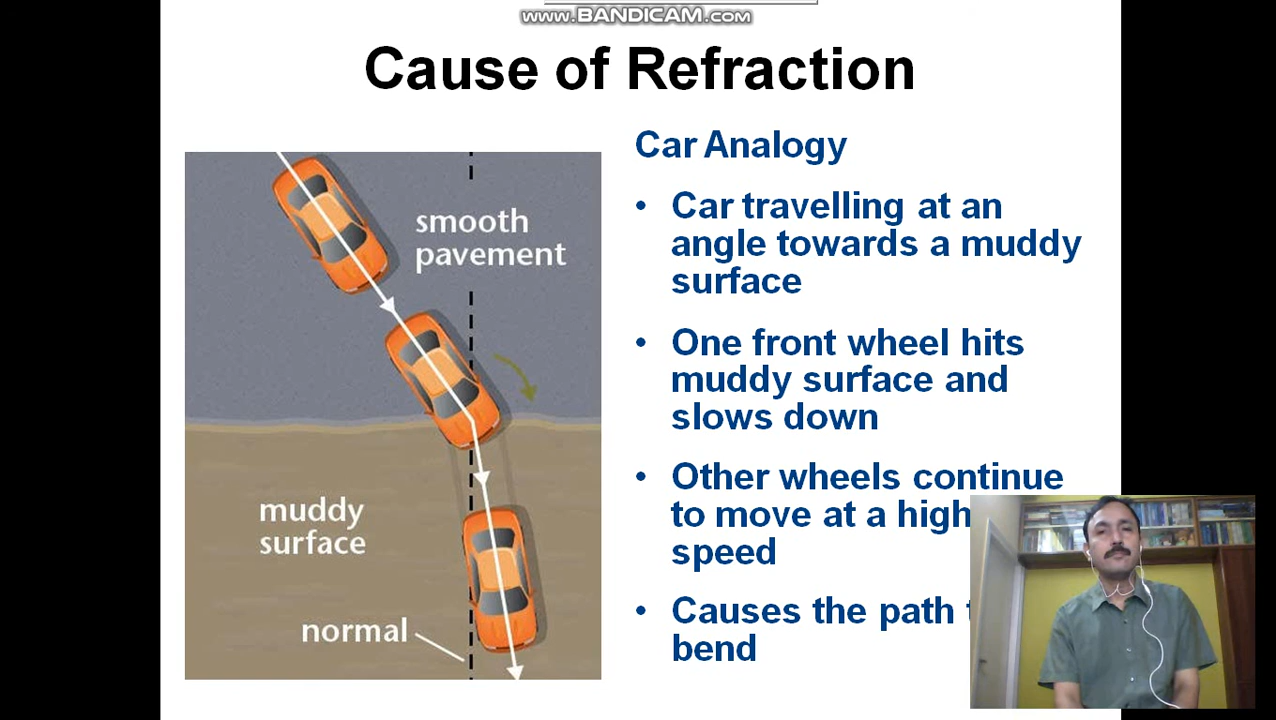 www.BANDICAM.com
Cause of Refraction
Car Analogy
• Car travelling at an
angle towards a muddy
surface
• One front wheel hits
muddy surface and
slows down
• Other wheels continue
to move at a high
speed
• Causes the path
bend
smooth
pavement
muddy
surface
normal